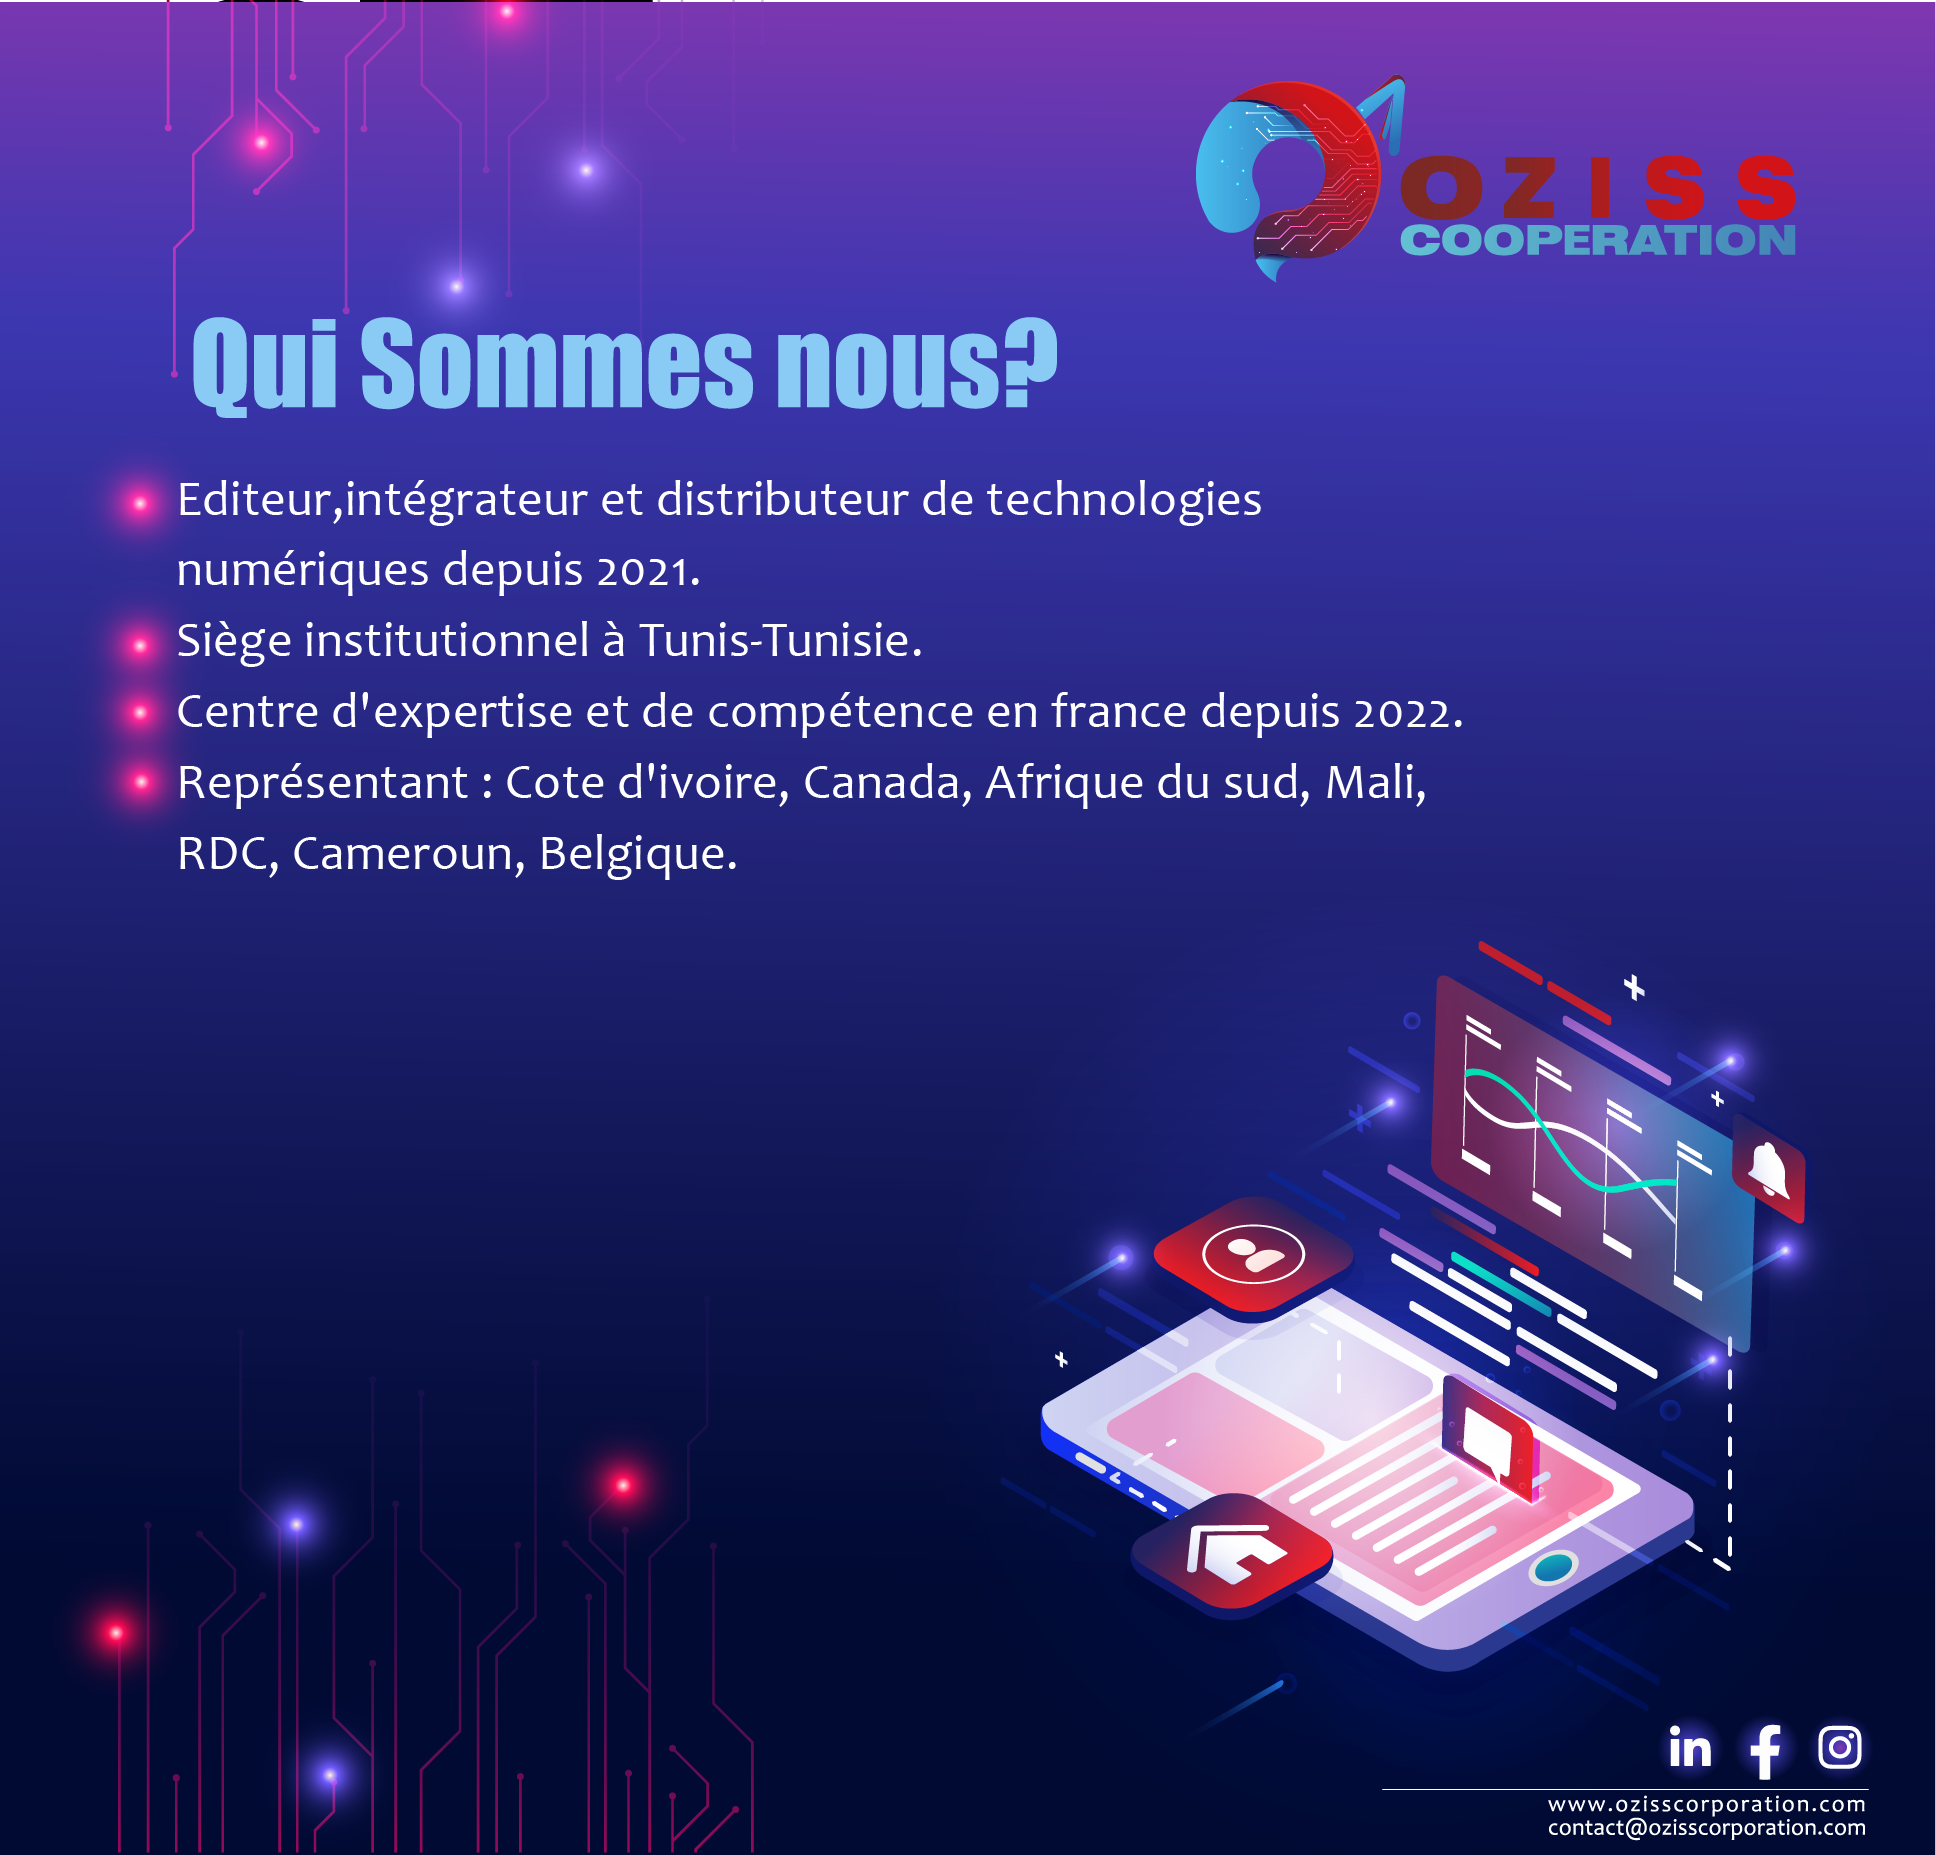 OZISS
COOPERATION
Qui Sommes nous?
Editeur,intégrateur et distributeur de technologies
numériques depuis 2021.
Siège institutionnel à Tunis-Tunisie.
Centre d'expertise et de compétence en france depuis 2022.
Représentant : Cote d'ivoire, Canada, Afrique du sud, Mali,
RDC, Cameroun, Belgique.
www.ozisscorporation.com
contact@ozisscorporation.com